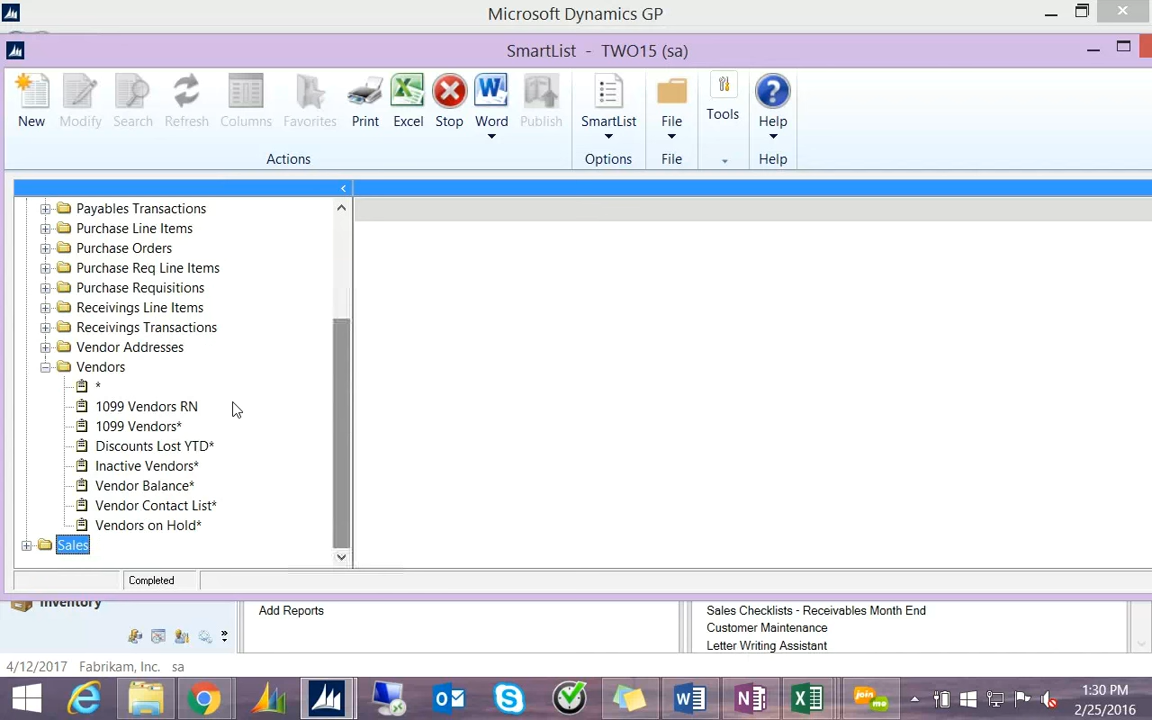 Microsoft Dynamics GP
SmartList - TWO15 (sa)
New
Modify
Search
Refresh
Columns
Favorites
Print
Excel
Stop
Word
Publish
SmartList
File
Tools
Help
Actions
Options
File
Help
Payables Transactions
Purchase Line Items
Purchase Orders
Purchase Req Line Items
Purchase Requisitions
Receivings Line Items
Receivings Transactions
Vendor Addresses
Vendors
*
1099 Vendors RN
1099 Vendors*
Discounts Lost YTD*
Inactive Vendors*
Vendor Balance*
Vendor Contact List*
Vendors on Hold*
Sales
Completed
Inventory
Add Reports
Sales Checklists - Receivables Month End
Customer Maintenance
Letter Writing Assistant
4/12/2017 Fabrikam, Inc. sa
join
me
1:30 PM
2/25/2016